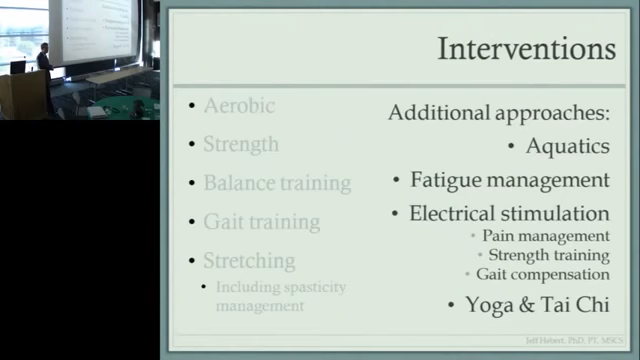 Interventions
Aerobic
Strength
Balance training
Gait training
Stretching
Including spasticity
management
Additional approaches:
Aquatics
Fatigue management
Electrical stimulation
Pain management
Strength training
Gait compensation
Yoga & Tai Chi
Jeff Hebert, PhD, PT, MSCS